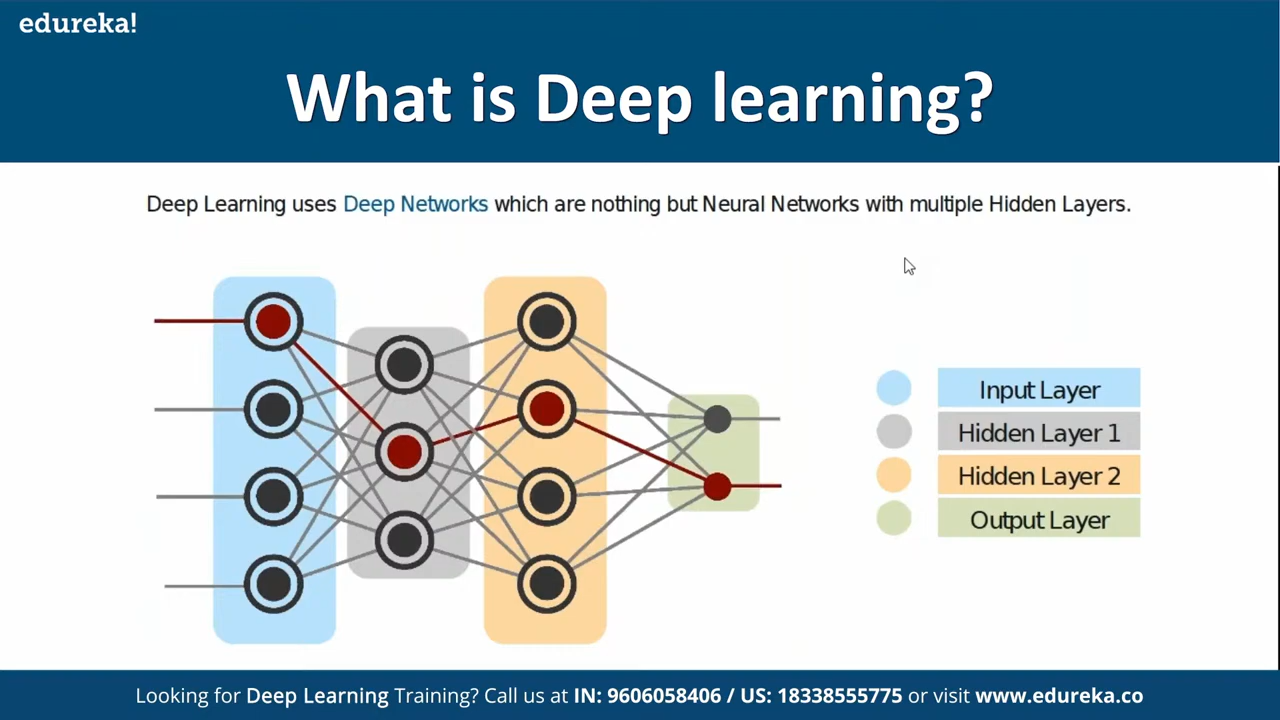 edureka!
What is Deep learning?
Deep Learning uses Deep Networks which are nothing but Neural Networks with multiple Hidden Layers.
Input Layer
Hidden Layer 1
Hidden Layer 2
Output Layer
Looking for Deep Learning Training? Call us at IN: 9606058406 / US: 18338555775 or visit www.edureka.co